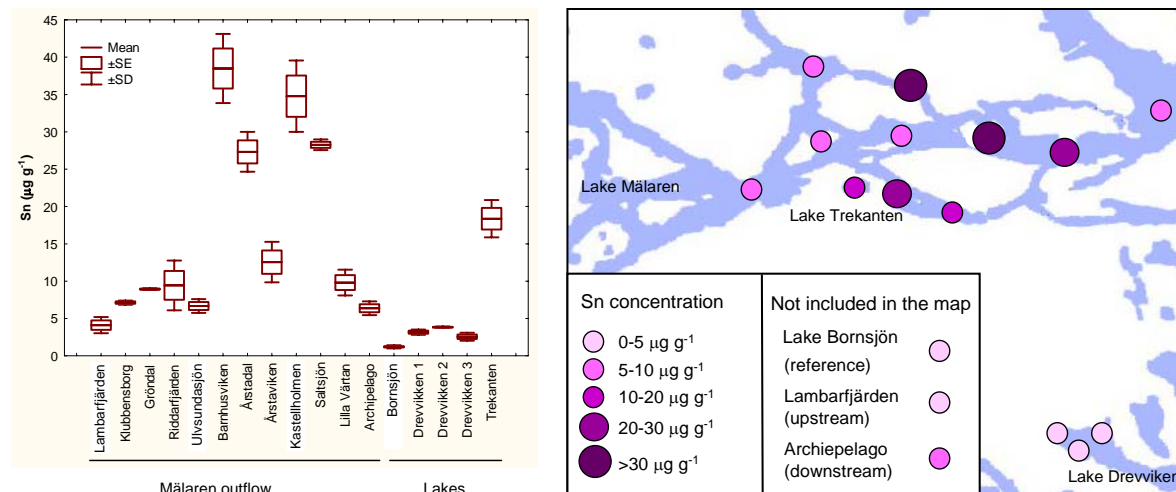 45
40
35
30
25
20
15
10
5
0
Sn (µg g-1)
Mean
±SE
±SD
Lambarfjärden
Klubbensborg
Gröndal
Riddarfjärden
Ulvsundasjön
Barnhusviken
Årstadal
Årstaviken
Kastellholmen
Saltsjön
Lilla Värtan
Archipelago
Bornsjön
Drevvikken 1
Drevvikken 2
Drevvikken 3
Trekanten
Mälaren outflow
Lakes
Lake Mälaren
Lake Trekanten
Lake Drevviken
Sn concentration
0-5 µg g-1
5-10 µg g-1
10-20 µg g-1
20-30 µg g-1
>30 µg g-1
Not included in the map
Lake Bornsjön
(reference)
Lambarfjärden
(upstream)
Archiepelago
(downstream)